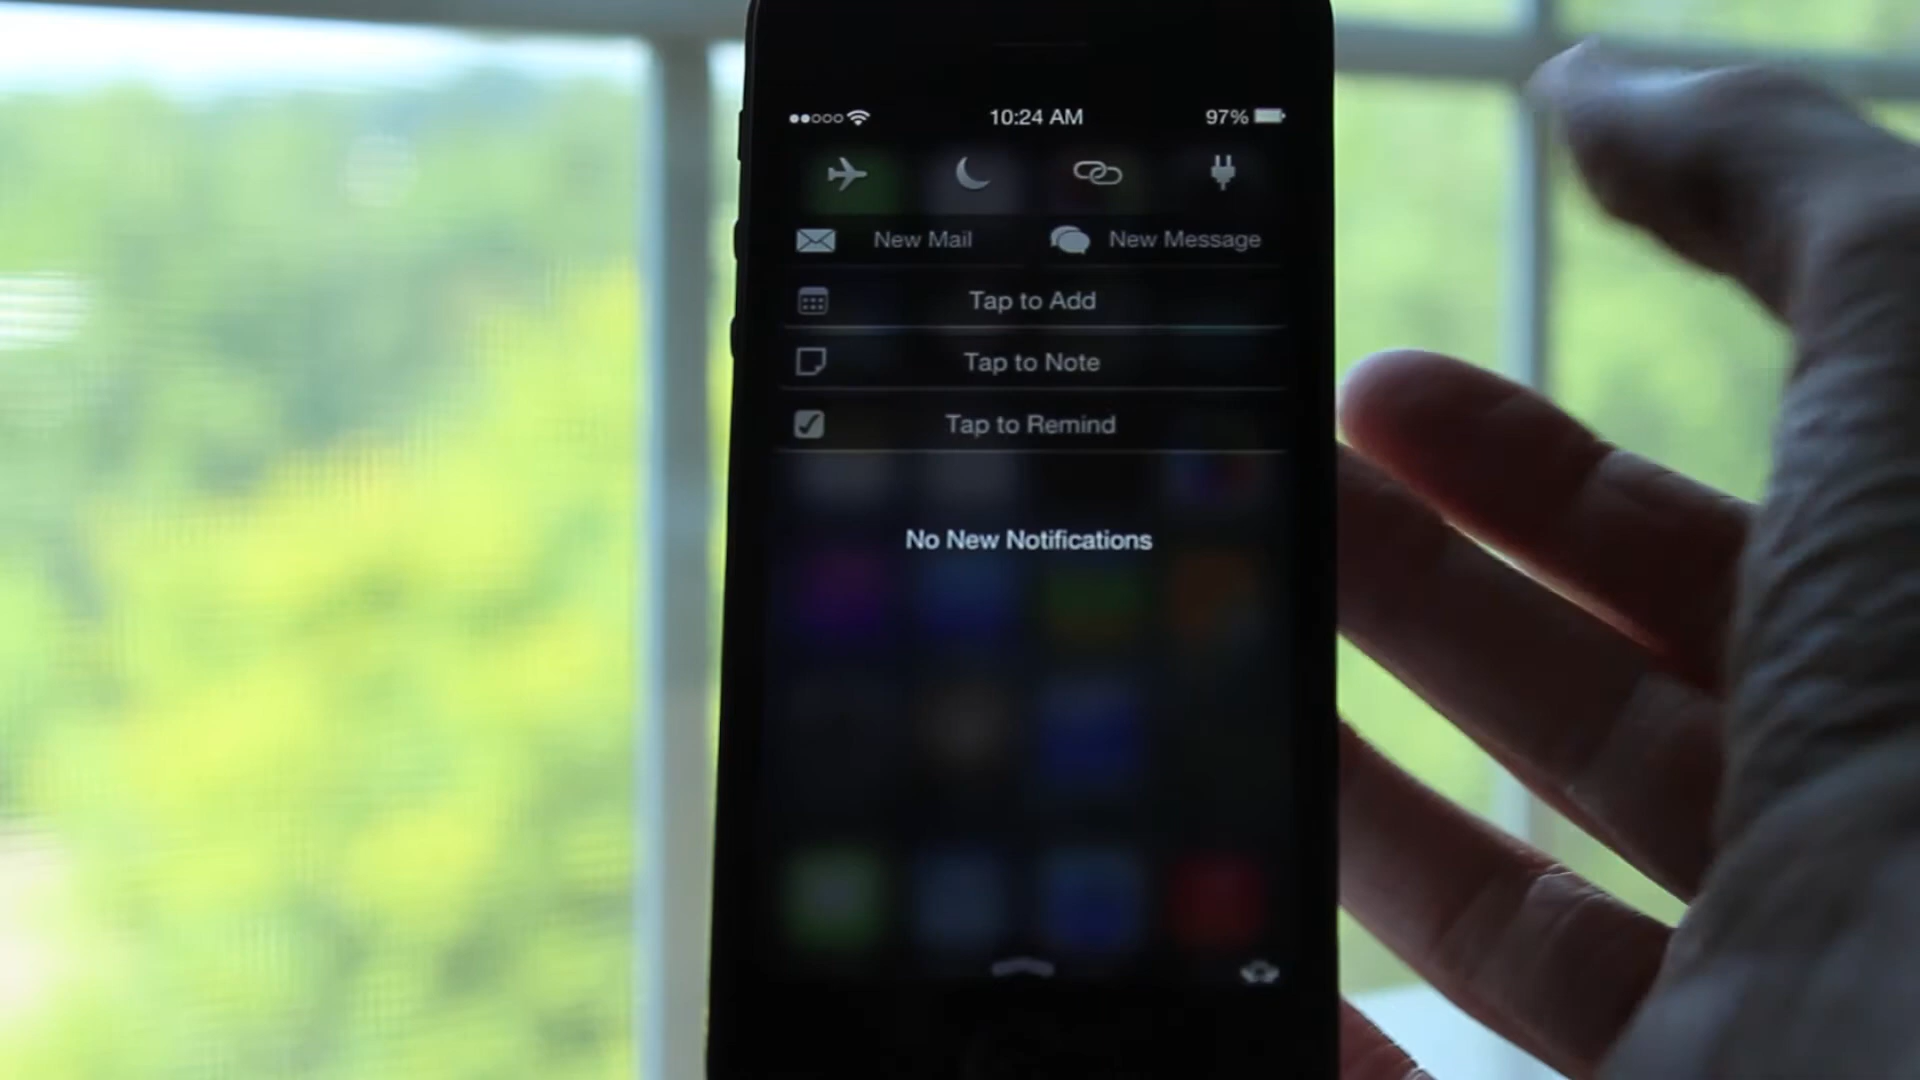 10:24 AM 97%
New Mail New Message
Tap to Add
Tap to Note
Tap to Remind
No New Notifications